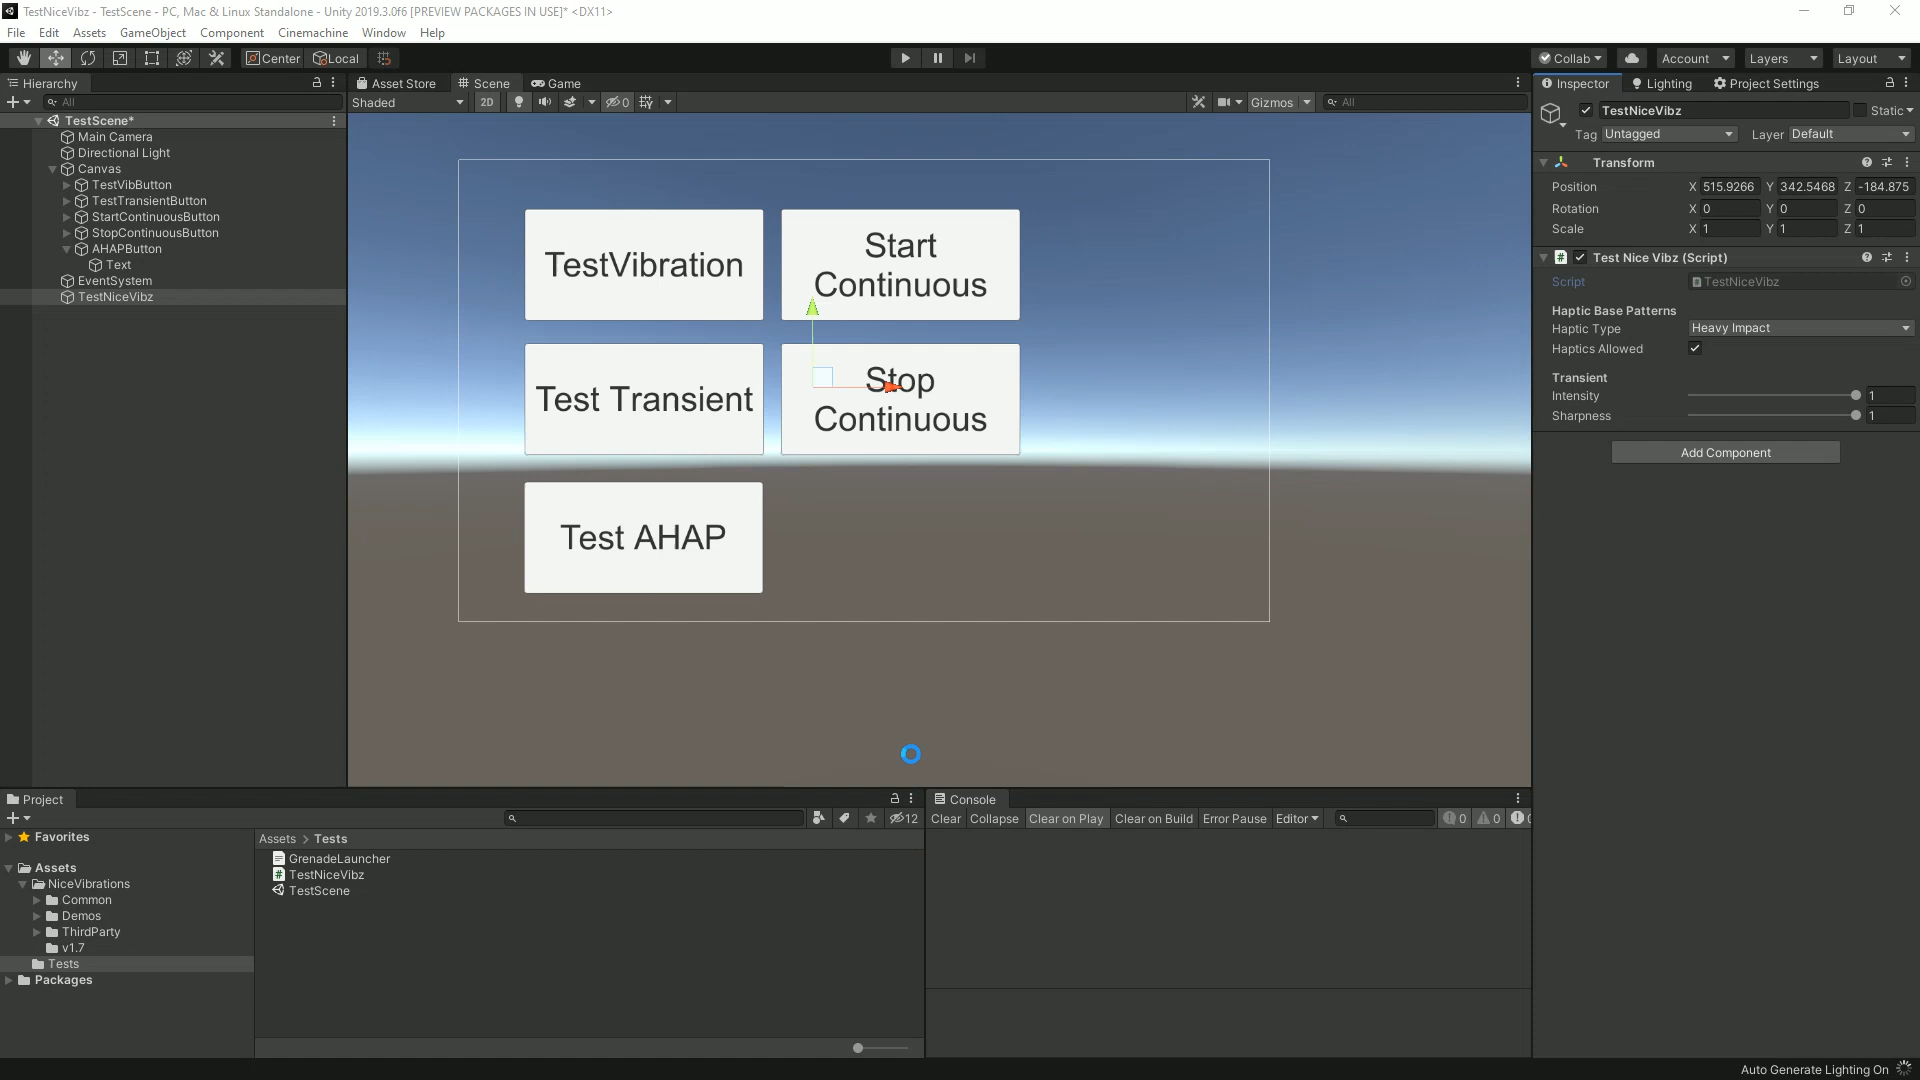 TestNiceVibz - TestScene - PC, Mac & Linux Standalone - Unity 2019.3.0f6 [PREVIEW PACKAGES IN USE]* <DX11>
File Edit Assets GameObject Component Cinemachine Window Help
Center Local Collab Account Layers Layout
Hierarchy
All
TestScene*
Main Camera
Directional Light
Canvas
TestVibButton
TestTransientButton
StartContinuousButton
StopContinuousButton
AHAPButton
Text
EventSystem
TestNiceVibz
Asset Store Scene Game
Shaded 2D 0 Gizmos All
TestVibration
Start
Continuous
Test Transient
Stop
Continuous
Test AHAP
Inspector Lighting Project Settings
TestNiceVibz Static
Tag Untagged Layer Default
Transform
Position X 515.9266 Y 342.5468 Z -184.875
Rotation X 0 Y 0 Z 0
Scale X 1 Y 1 Z 1
Test Nice Vibz (Script)
Script TestNiceVibz
Haptic Base Patterns
Haptic Type Heavy Impact
Haptics Allowed
Transient
Intensity 1
Sharpness 1
Add Component
Project
12
Favorites
Assets
NiceVibrations
Common
Demos
ThirdParty
v1.7
Tests
Packages
Assets > Tests
GrenadeLauncher
TestNiceVibz
TestScene
Console
Clear Collapse Clear on Play Clear on Build Error Pause Editor 0 0
Auto Generate Lighting On